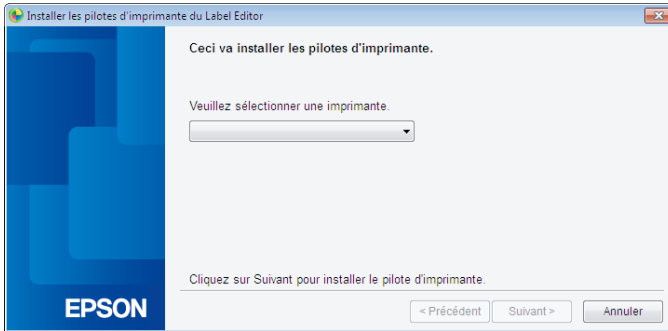 Installer les pilotes d'imprimante du Label Editor
Ceci va installer les pilotes d'imprimante.
Veuillez sélectionner une imprimante.
Cliquez sur Suivant pour installer le pilote d'imprimante.
EPSON
< Précédent
Suivant >
Annuler